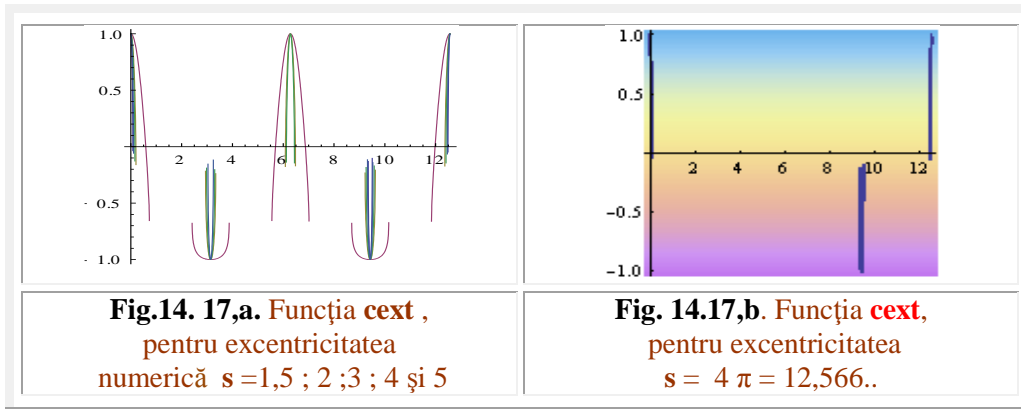 1.0
0.5
2 4 6 8 10 12
- 0.5
- 1.0
1.0
0.5
2 4 6 8 10 12
-0.5
-1.0
Fig.14. 17,a. Funcţia cext ,
pentru excentricitatea
numerică s =1,5 ; 2 ;3 ; 4 şi 5
Fig. 14.17,b. Funcţia cext,
pentru excentricitatea
s = 4 π = 12,566..